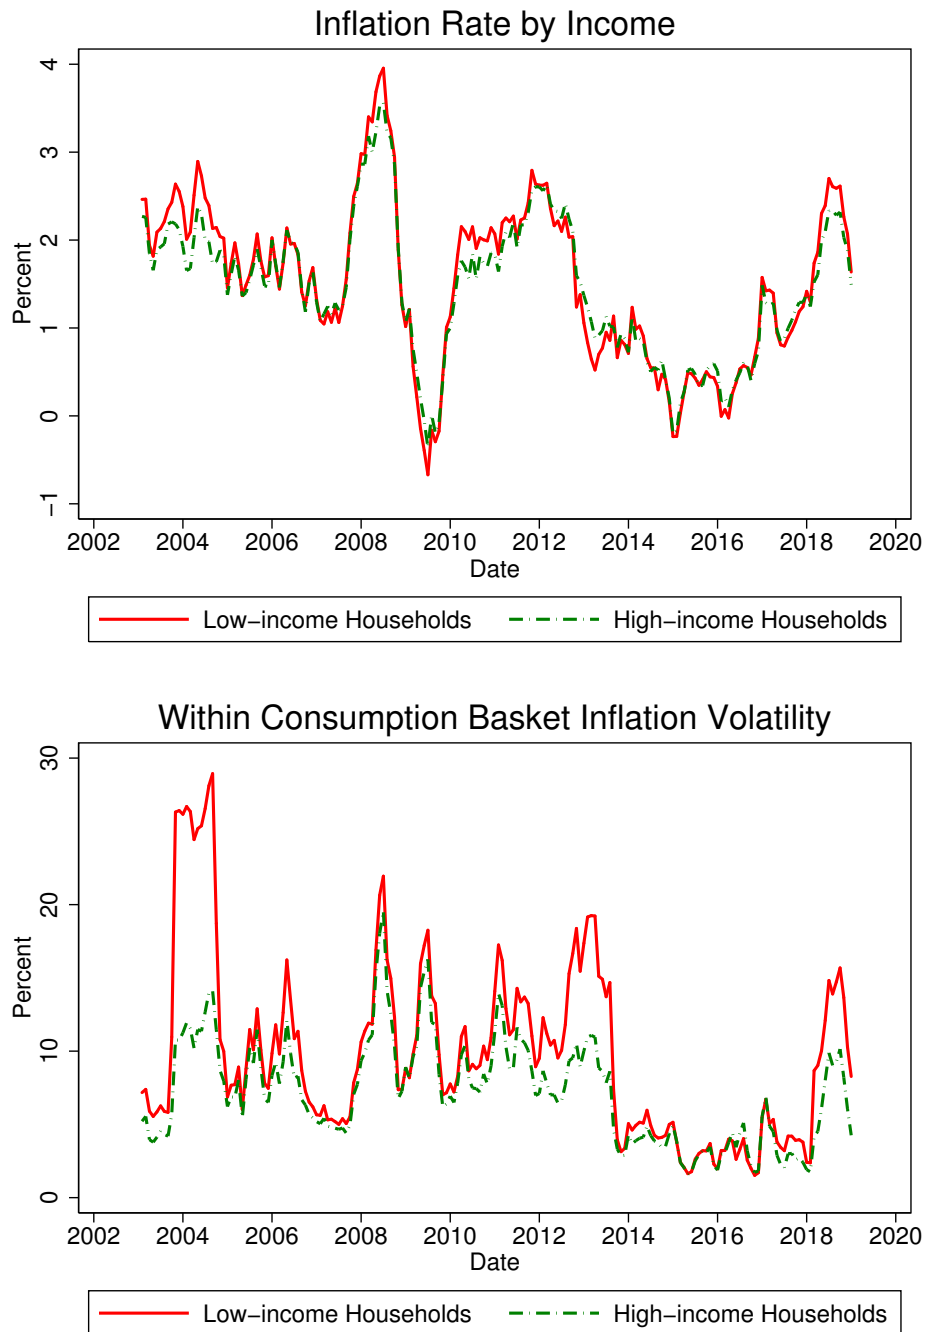 Inflation Rate by Income
4
3
2
1
0
−1
Percent
2002 2004 2006 2008 2010 2012 2014 2016 2018 2020
Date
Low−income Households High−income Households
Within Consumption Basket Inflation Volatility
30
20
10
0
Percent
2002 2004 2006 2008 2010 2012 2014 2016 2018 2020
Date
Low−income Households High−income Households